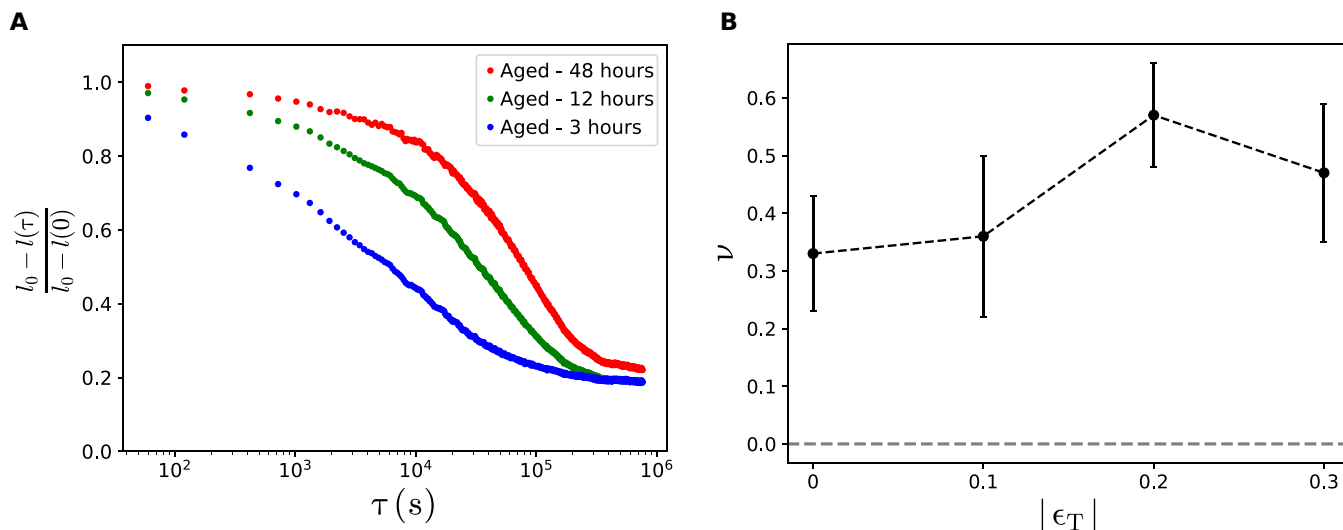 A
B
1.0
0.8
0.6
0.4
0.2
0.0
l₀ − l(τ)
l₀ − l(0)
Aged - 48 hours
Aged - 12 hours
Aged - 3 hours
10² 10³ 10⁴ 10⁵ 10⁶
τ (s)
0.6
0.5
0.4
0.3
0.2
0.1
0.0
ν
0 0.1 0.2 0.3
| ϵ_T |